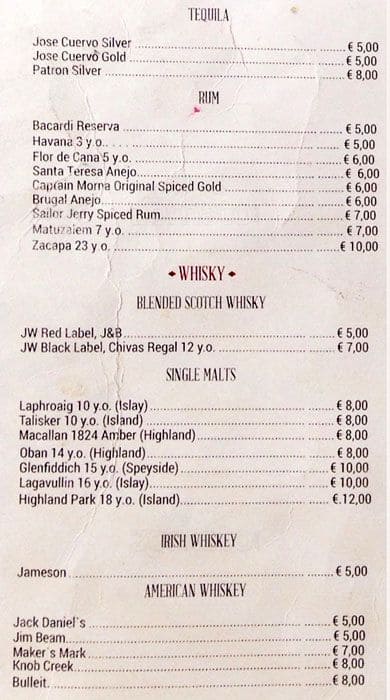 TEQUILA
Jose Cuervo Silver € 5,00
Jose Cuervo Gold € 5,00
Patron Silver € 8,00
RUM
Bacardi Reserva € 5,00
Havana 3 y.o. € 5,00
Flor de Cana 5 y.o. € 6,00
Santa Teresa Anejo € 6,00
Captain Morna Original Spiced Gold € 6,00
Brugal Anejo € 6,00
Sailor Jerry Spiced Rum € 7,00
Matuzalem 7 y.o. € 7,00
Zacapa 23 y.o. € 10,00
WHISKY
BLENDED SCOTCH WHISKY
JW Red Label, J&B € 5,00
JW Black Label, Chivas Regal 12 y.o. € 7,00
SINGLE MALTS
Laphroaig 10 y.o. (Islay) € 8,00
Talisker 10 y.o. (Island) € 8,00
Macallan 1824 Amber (Highland) € 8,00
Oban 14 y.o. (Highland) € 8,00
Glenfiddich 15 y.o. (Speyside) € 10,00
Lagavullin 16 y.o. (Islay) € 10,00
Highland Park 18 y.o. (Island) €.12,00
IRISH WHISKEY
Jameson € 5,00
AMERICAN WHISKEY
Jack Daniel`s € 5,00
Jim Beam € 5,00
Maker`s Mark € 7,00
Knob Creek € 8,00
Bulleit € 8,00